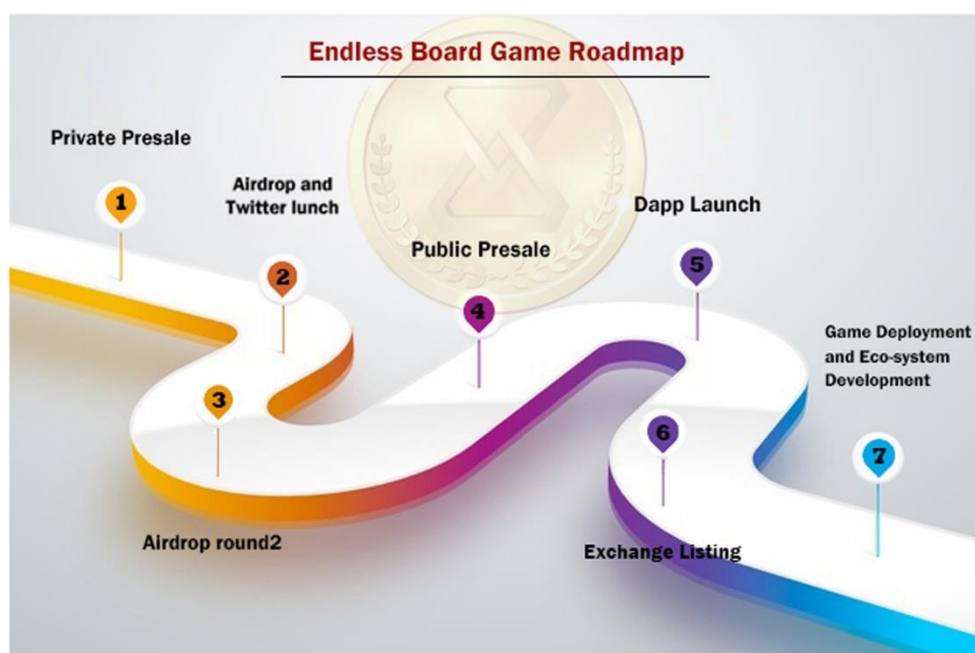 Endless Board Game Roadmap
Private Presale
1
Airdrop and
Twitter lunch
2
3
Airdrop round2
Public Presale
4
Dapp Launch
5
6
Exchange Listing
Game Deployment
and Eco-system
Development
7